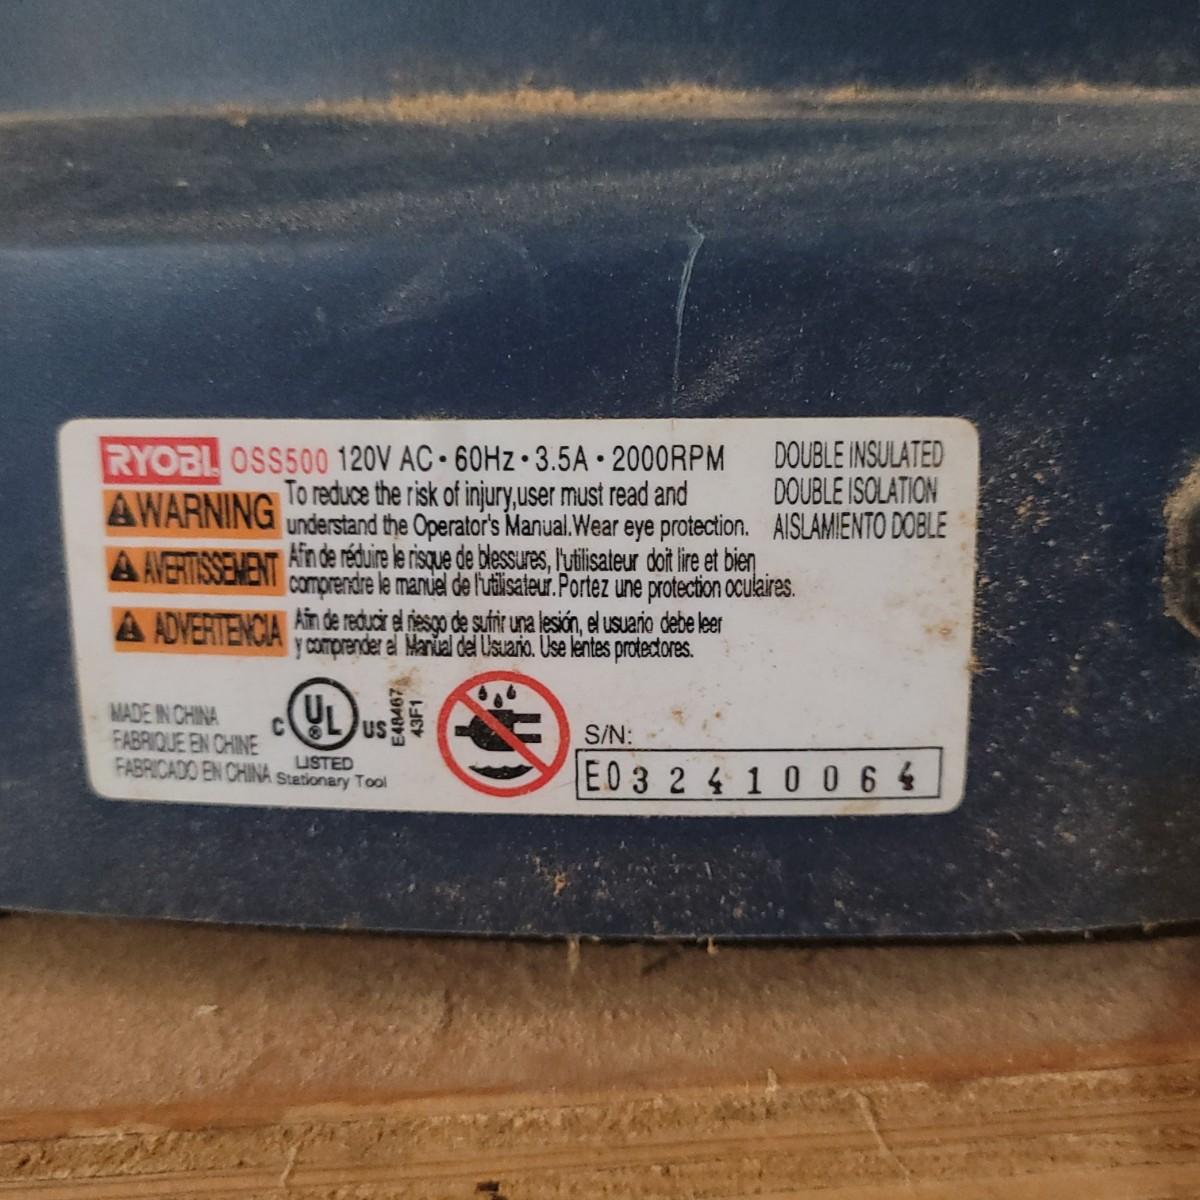 RYOBI OSS500 120V AC • 60Hz • 3.5A • 2000RPM
DOUBLE INSULATED
DOUBLE ISOLATION
AISLAMIENTO DOBLE
WARNING
To reduce the risk of injury,user must read and
understand the Operator's Manual.Wear eye protection.
AVERTISSEMENT
Afin de réduire le risque de blessures, l'utilisateur doit lire et bien
comprendre le manuel de l'utilisateur.Portez une protection oculaires.
ADVERTENCIA
Afin de reducir el riesgo de sufrir una lesión, el usuario debe leer
y comprender el Manual del Usuario. Use lentes protectores.
MADE IN CHINA
FABRIQUE EN CHINE
FABRICADO EN CHINA
C UL ® US
LISTED
Stationary Tool
E48467
43F1
S/N:
E032410064